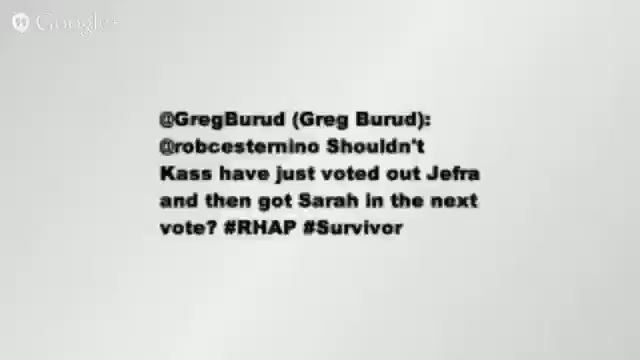 Google+
@GregBurud (Greg Burud):
@robcesternino Shouldn't
Kass have just voted out Jefra
and then got Sarah in the next
vote? #RHAP #Survivor